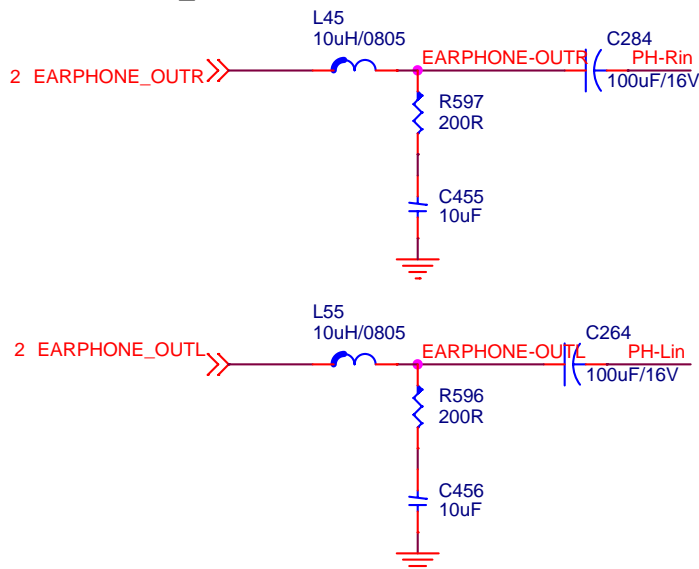 L45
10uH/0805
2 EARPHONE_OUTR
EARPHONE-OUTR
C284
PH-Rin
100uF/16V
R597
200R
C455
10uF
L55
10uH/0805
2 EARPHONE_OUTL
EARPHONE-OUTL
C264
PH-Lin
100uF/16V
R596
200R
C456
10uF